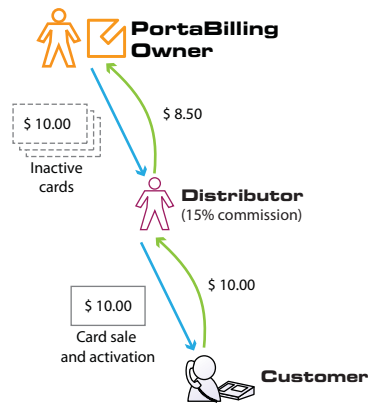 PortaBilling
Owner
$ 8.50
$ 10.00
Inactive
cards
Distributor
(15% commission)
$ 10.00
$ 10.00
Card sale
and activation
Customer